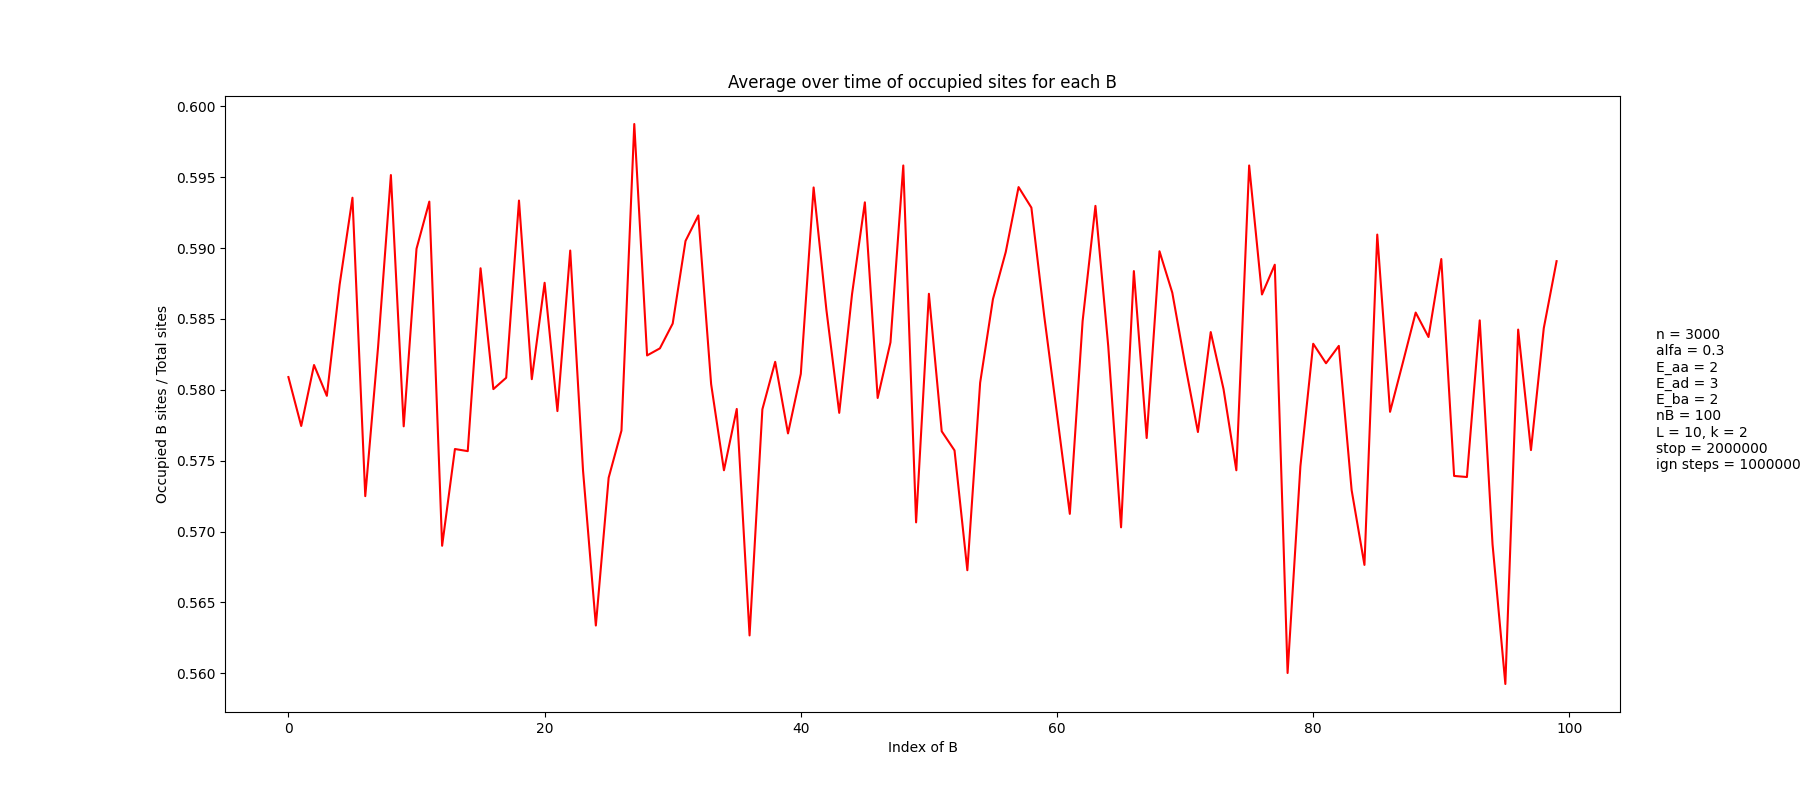 Average over time of occupied sites for each B
0.600
0.595
0.590
0.585
0.580
0.575
0.570
0.565
0.560
Occupied B sites / Total sites
0 20 40 60 80 100
Index of B
n = 3000
alfa = 0.3
E_aa = 2
E_ad = 3
E_ba = 2
nB = 100
L = 10, k = 2
stop = 2000000
ign steps = 1000000